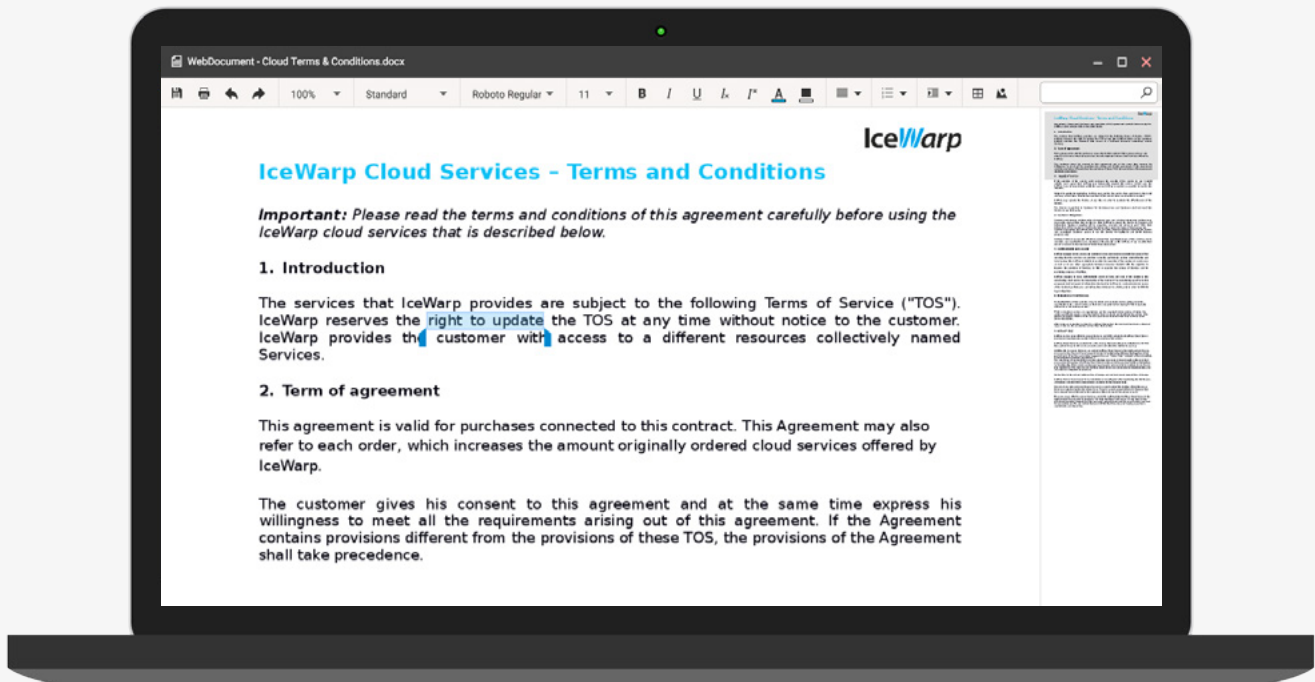 WebDocument - Cloud Terms & Conditions.docx
100% Standard Roboto Regular 11 B I U Ix I* A
IceWarp
IceWarp Cloud Services – Terms and Conditions
Important: Please read the terms and conditions of this agreement carefully before using the
IceWarp cloud services that is described below.
1. Introduction
The services that IceWarp provides are subject to the following Terms of Service ("TOS").
IceWarp reserves the right to update the TOS at any time without notice to the customer.
IceWarp provides the customer with access to a different resources collectively named
Services.
2. Term of agreement
This agreement is valid for purchases connected to this contract. This Agreement may also
refer to each order, which increases the amount originally ordered cloud services offered by
IceWarp.
The customer gives his consent to this agreement and at the same time express his
willingness to meet all the requirements arising out of this agreement. If the Agreement
contains provisions different from the provisions of these TOS, the provisions of the Agreement
shall take precedence.